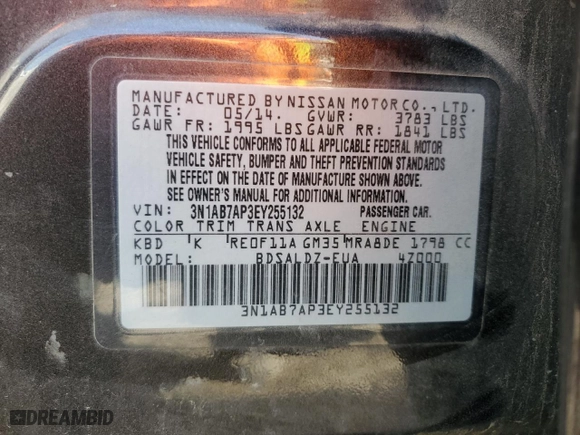 MANUFACTURED BY NISSAN MOTOR CO., LTD.
DATE: 05/14. GVWR: 3783 LBS
GAWR FR: 1995 LBS GAWR RR: 1841 LBS
THIS VEHICLE CONFORMS TO ALL APPLICABLE FEDERAL MOTOR
VEHICLE SAFETY, BUMPER AND THEFT PREVENTION STANDARDS
IN EFFECT ON THE DATE OF MANUFACTURE SHOWN ABOVE.
SEE OWNER'S MANUAL FOR ADDITIONAL INFORMATION.
VIN: 3N1AB7AP3EY255132 PASSENGER CAR.
COLOR TRIM TRANS AXLE ENGINE
KBD K RE0F11A GM35 MRA8DE 1798 CC
MODEL: BDSALDZ-EUA 4Z000
3N1AB7AP3EY255132
DREAMBID